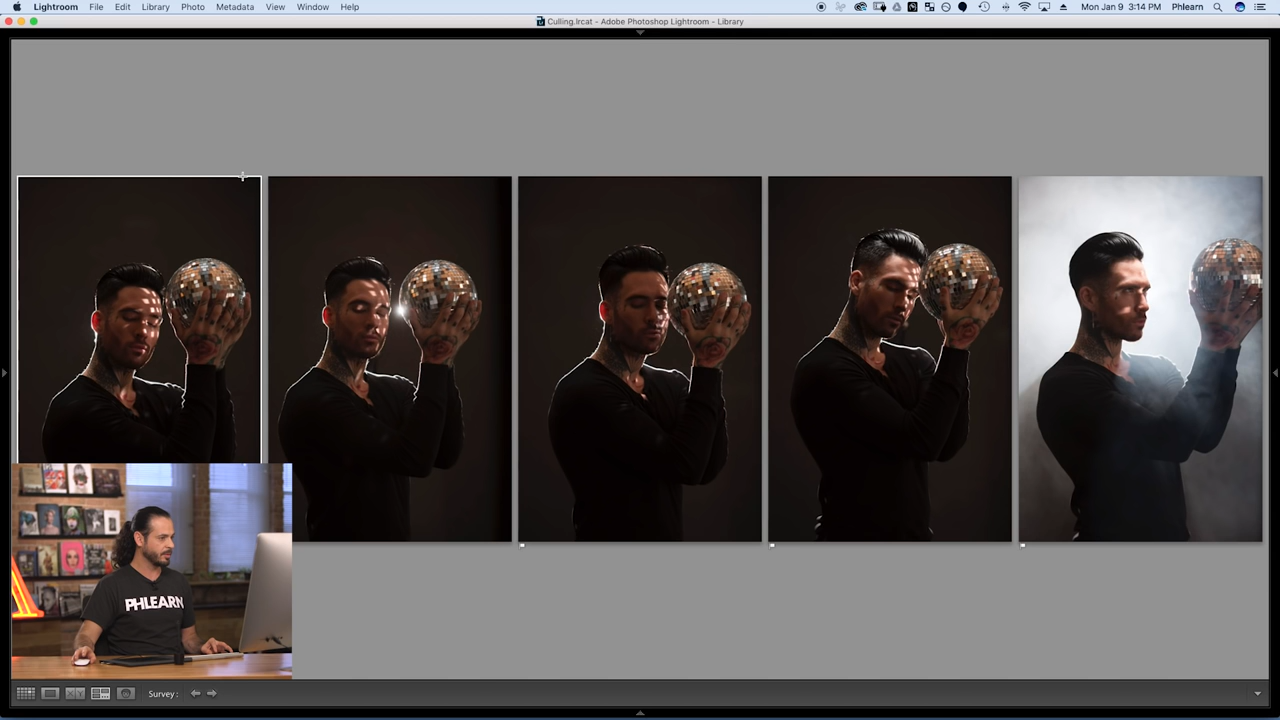 Lightroom File Edit Library Photo Metadata View Window Help Mon Jan 9 3:14 PM Phlearn
Culling.lrcat - Adobe Photoshop Lightroom - Library
PHLEARN
X Y Survey :